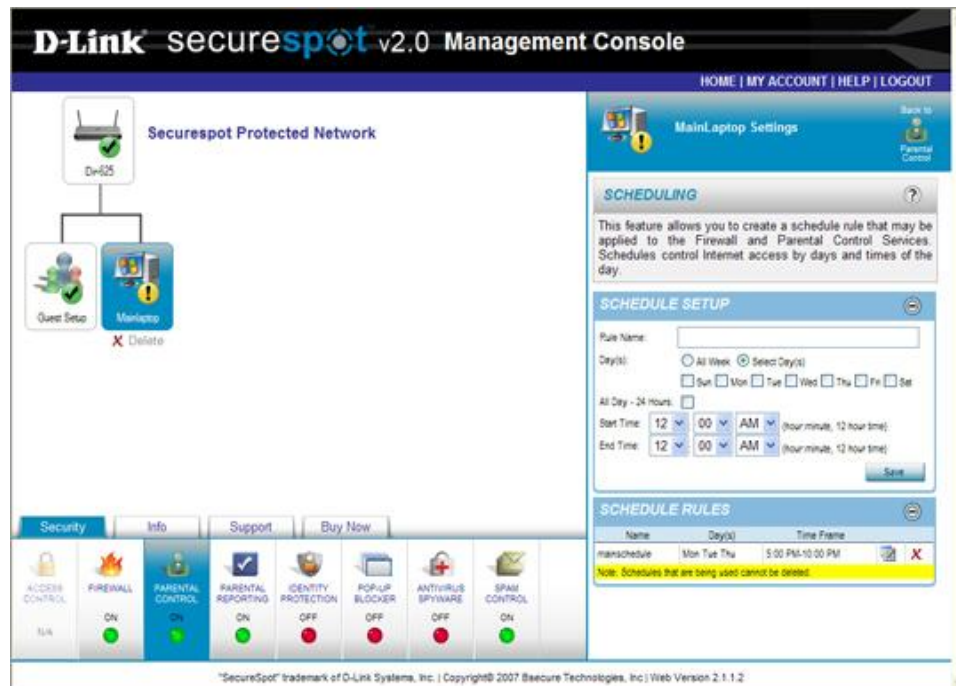 D-Link securespot v2.0 Management Console
HOME | MY ACCOUNT | HELP | LOGOUT
Dir-625
Securespot Protected Network
Guest Setup
Mainlaptop
X Delete
MainLaptop Settings
Back to
Parental
Control
SCHEDULING
?
This feature allows you to create a schedule rule that may be
applied to the Firewall and Parental Control Services.
Schedules control Internet access by days and times of the
day.
SCHEDULE SETUP
Rule Name:
Day(s): All Week Select Day(s)
Sun Mon Tue Wed Thu Fri Sat
All Day - 24 Hours:
Start Time: 12 00 AM (hour minute, 12 hour time)
End Time: 12 00 AM (hour minute, 12 hour time)
Save
SCHEDULE RULES
Name Day(s) Time Frame
mainschedule Mon Tue Thu 5:00 PM-10:00 PM X
Note: Schedules that are being used cannot be deleted.
Security Info Support Buy Now
ACCESS CONTROL
N/A
FIREWALL
ON
PARENTAL CONTROL
ON
PARENTAL REPORTING
ON
IDENTITY PROTECTION
OFF
POP-UP BLOCKER
OFF
ANTIVIRUS SPYWARE
OFF
SPAM CONTROL
ON
"SecureSpot" trademark of D-Link Systems, Inc. | Copyright© 2007 Bsecure Technologies, Inc | Web Version 2.1.1.2